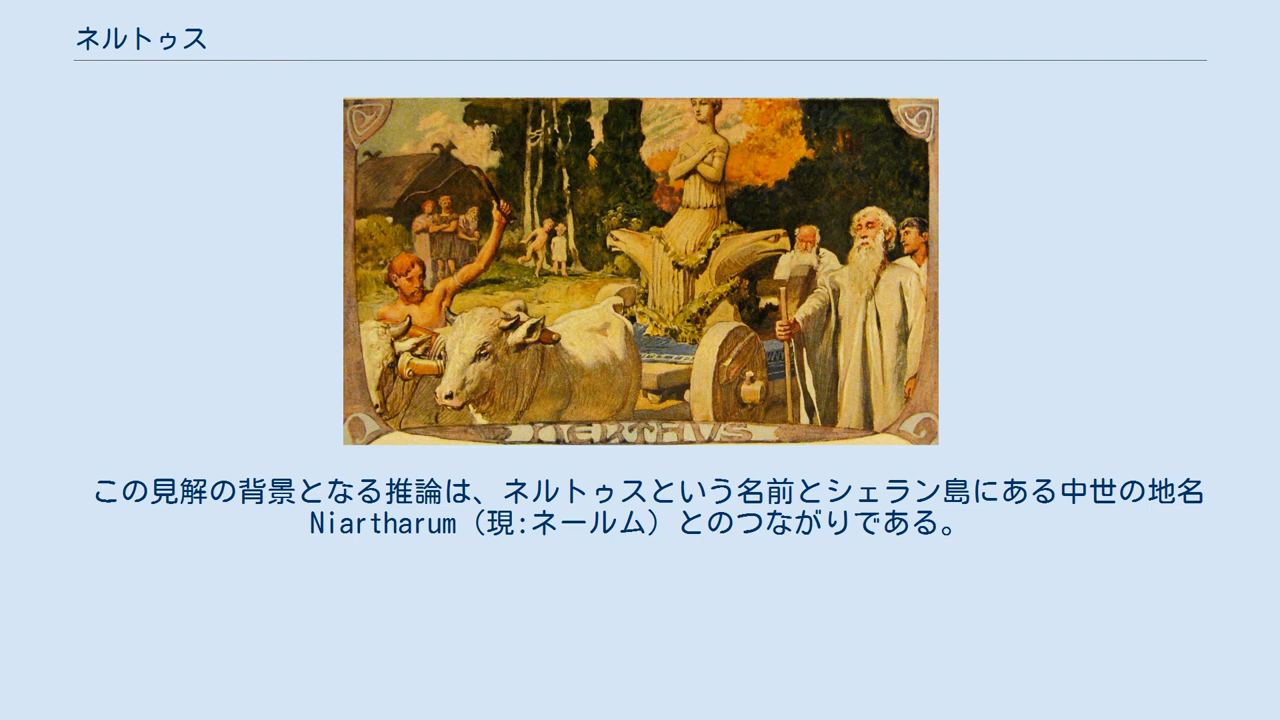 ネルトゥス
NERTHUS
この見解の背景となる推論は、ネルトゥスという名前とシェラン島にある中世の地名
Niartharum（現:ネールム）とのつながりである。